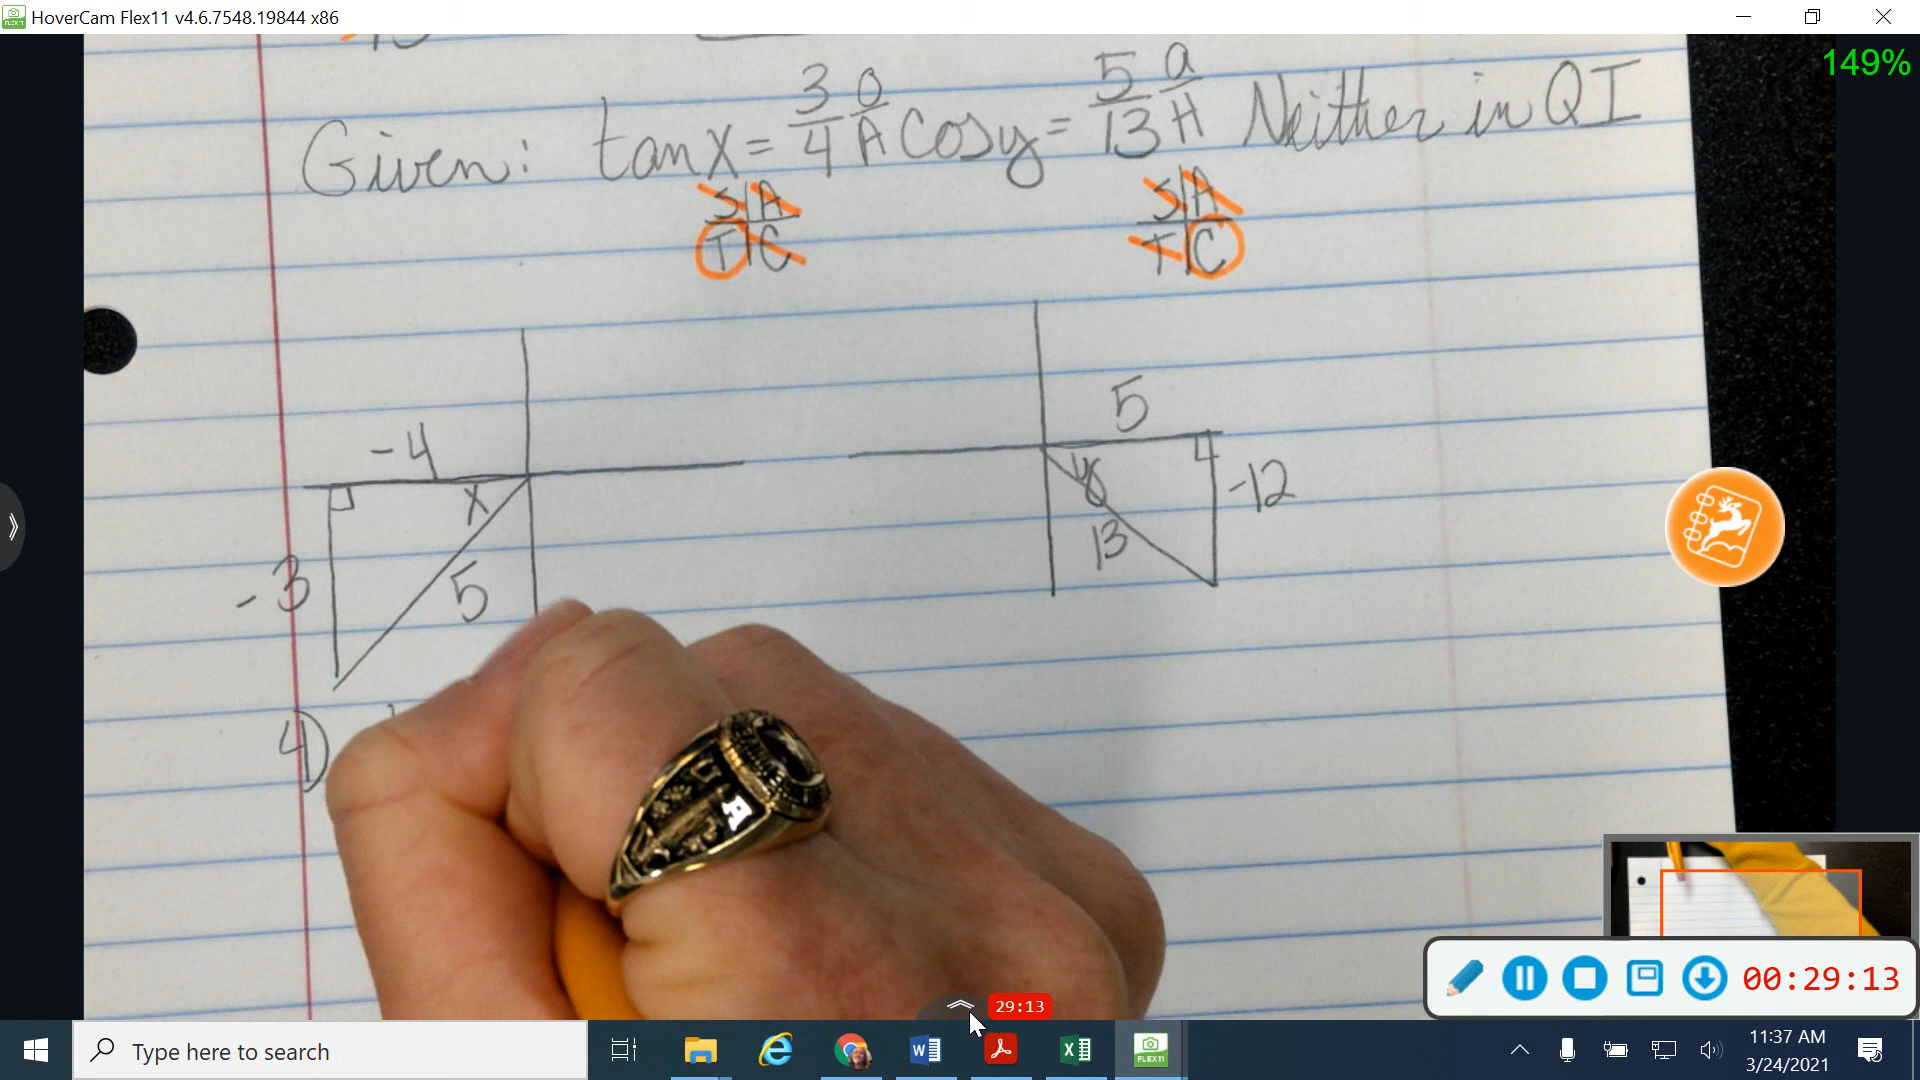 HoverCam Flex11 v4.6.7548.19844 x86
149%
Given: tan x = 3/4 O/A Cos y = 5/13 a/H Neither in QI
S A S A
T C T C
-4 5
x y -12
-3 5 13
4)
00:29:13
29:13
Type here to search
FLEX11
11:37 AM
3/24/2021